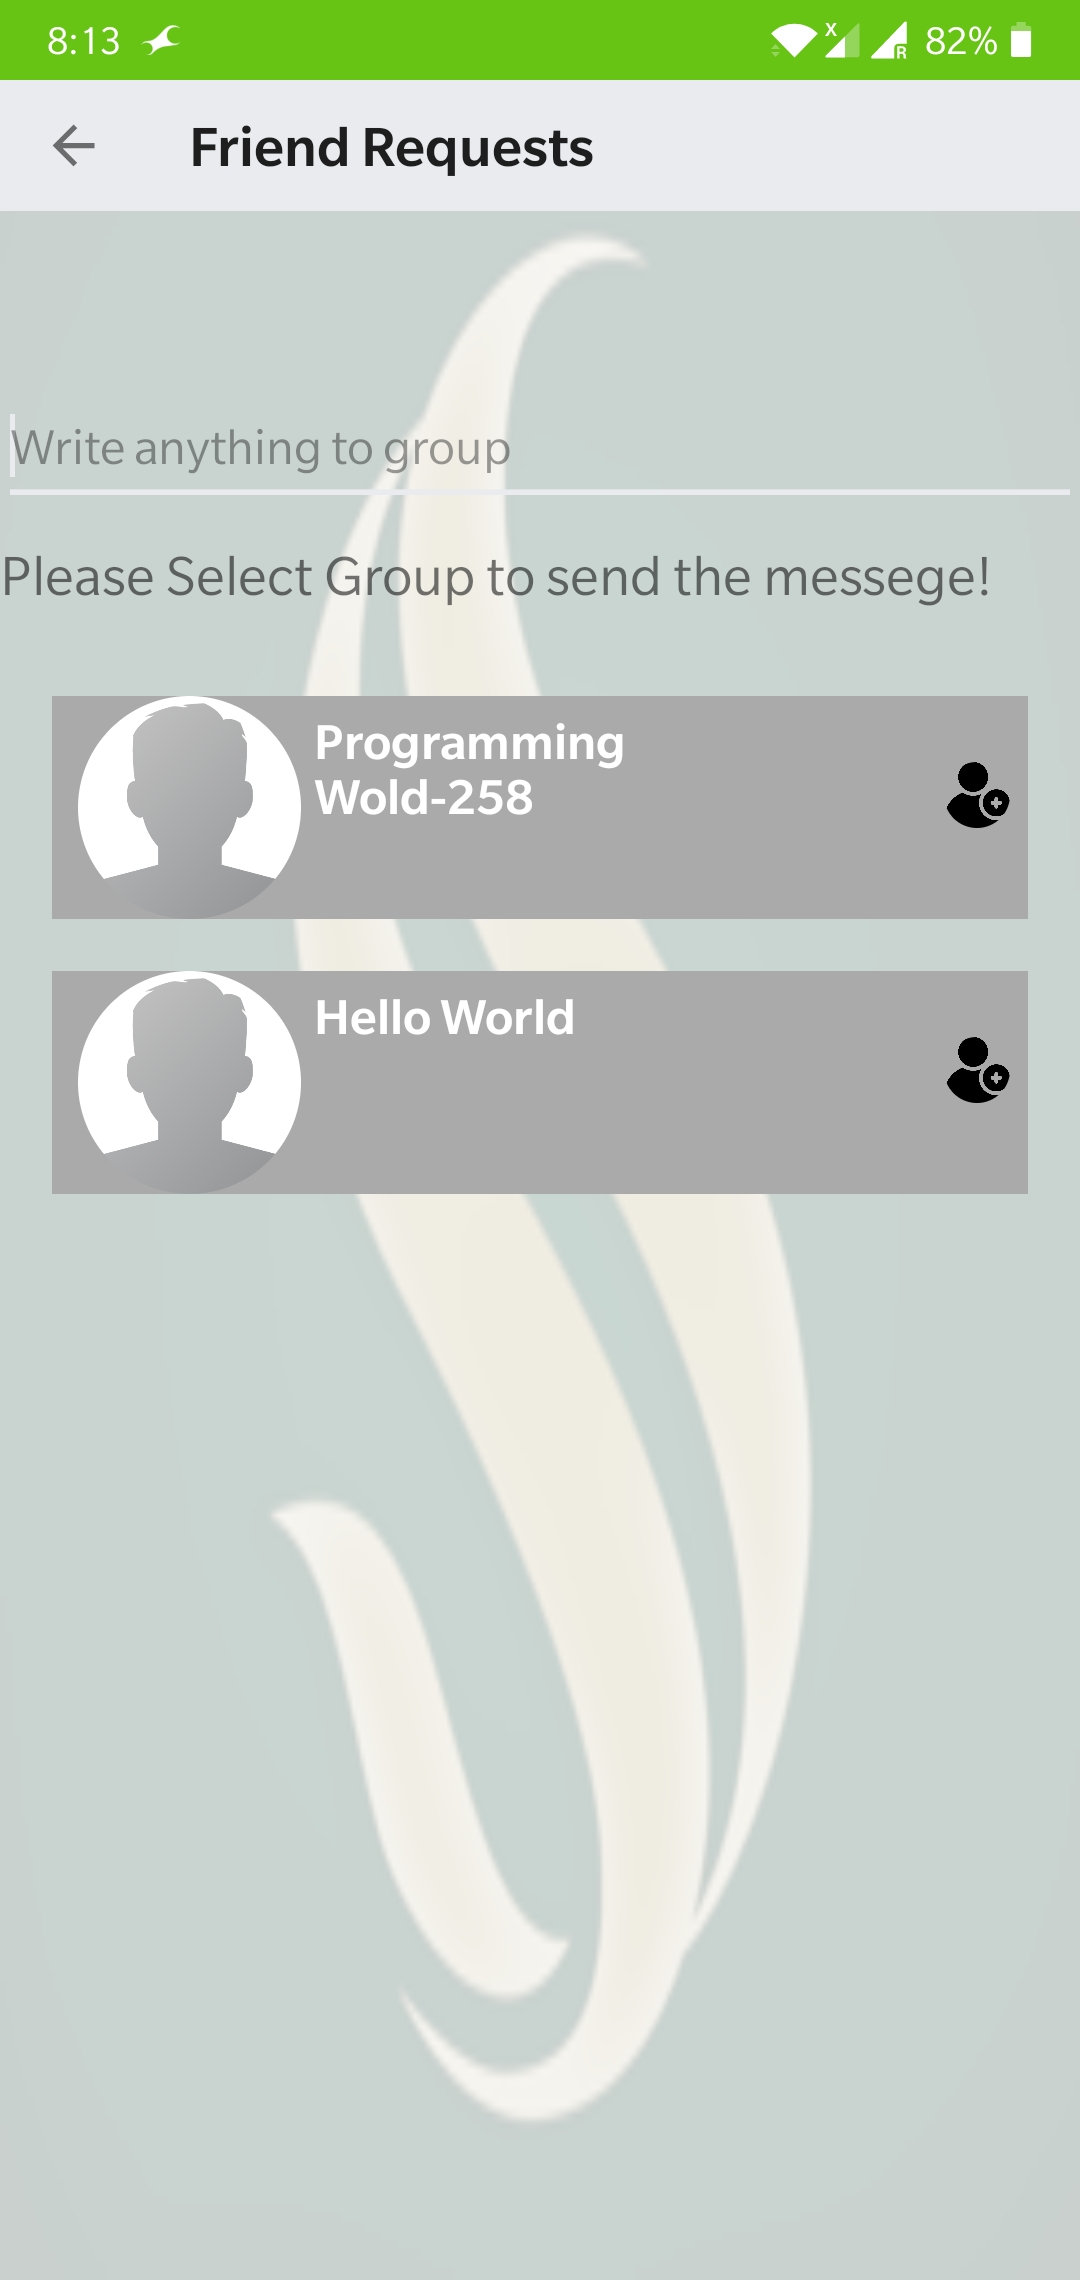 8:13
X
R
82%
Friend Requests
Write anything to group
Please Select Group to send the messege!
Programming
Wold-258
Hello World